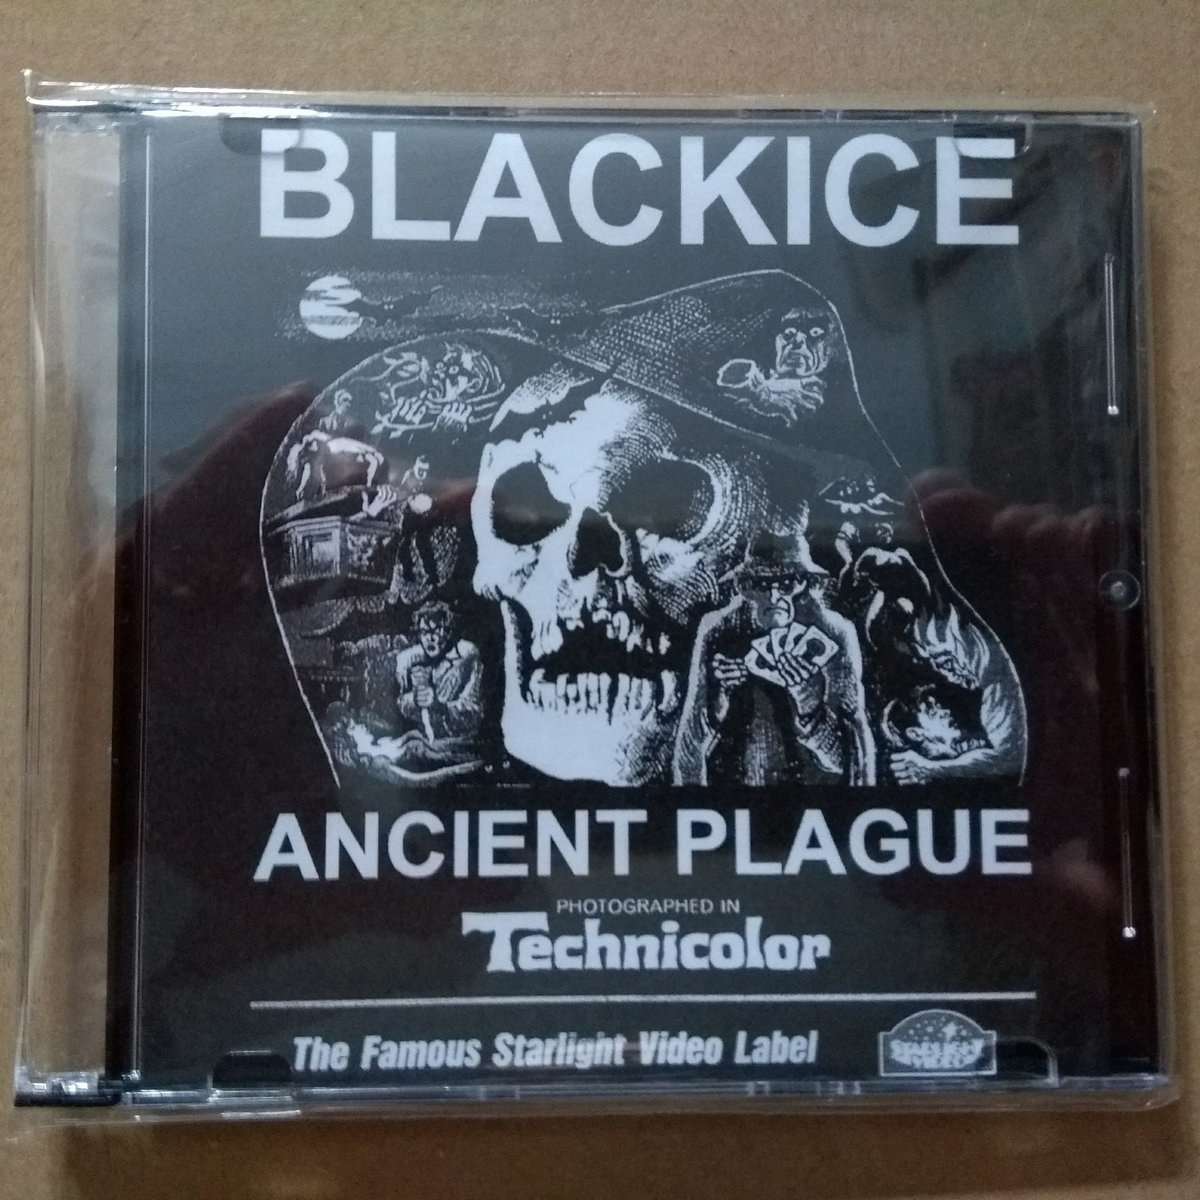 BLACKICE
ANCIENT PLAGUE
PHOTOGRAPHED IN
Technicolor
The Famous Starlight Video Label